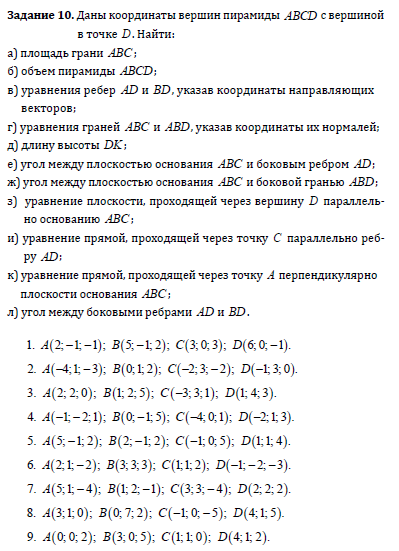 Задание 10. Даны координаты вершин пирамиды ABCD с вершиной
в точке D. Найти:
а) площадь грани ABC;
б) объем пирамиды ABCD;
в) уравнения ребер AD и BD, указав координаты направляющих
векторов;
г) уравнения граней ABC и ABD, указав координаты их нормалей;
д) длину высоты DK;
е) угол между плоскостью основания ABC и боковым ребром AD;
ж) угол между плоскостью основания ABC и боковой гранью ABD;
з) уравнение плоскости, проходящей через вершину D параллель-
но основанию ABC;
и) уравнение прямой, проходящей через точку C параллельно реб-
ру AD;
к) уравнение прямой, проходящей через точку A перпендикулярно
плоскости основания ABC;
л) угол между боковыми ребрами AD и BD.
1. A(2;−1;−1); B(5;−1;2); C(3;0;3); D(6;0;−1).
2. A(−4;1;−3); B(0;1;2); C(−2;3;−2); D(−1;3;0).
3. A(2;2;0); B(1;2;5); C(−3;3;1); D(1;4;3).
4. A(−1;−2;1); B(0;−1;5); C(−4;0;1); D(−2;1;3).
5. A(5;−1;2); B(2;−1;2); C(−1;0;5); D(1;1;4).
6. A(2;1;−2); B(3;3;3); C(1;1;2); D(−1;−2;−3).
7. A(5;1;−4); B(1;2;−1); C(3;3;−4); D(2;2;2).
8. A(3;1;0); B(0;7;2); C(−1;0;−5); D(4;1;5).
9. A(0;0;2); B(3;0;5); C(1;1;0); D(4;1;2).